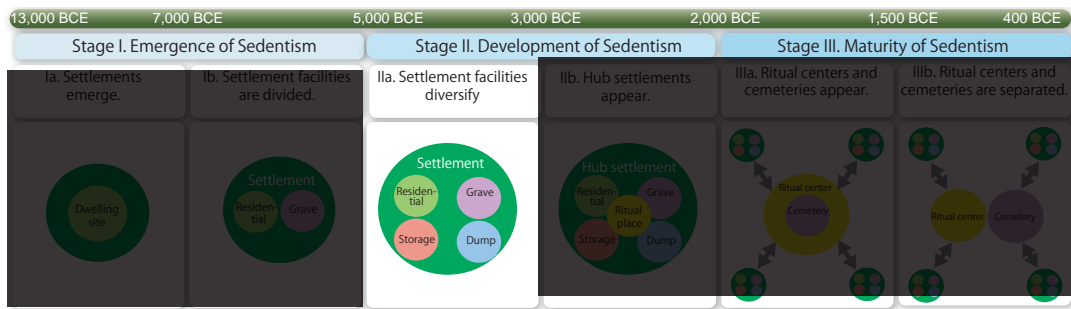 13,000 BCE 7,000 BCE 5,000 BCE 3,000 BCE 2,000 BCE 1,500 BCE 400 BCE
Stage I. Emergence of Sedentism
Stage II. Development of Sedentism
Stage III. Maturity of Sedentism
Ia. Settlements
emerge.
Ib. Settlement facilities
are divided.
IIa. Settlement facilities
diversify
IIb. Hub settlements
appear.
IIIa. Ritual centers and
cemeteries appear.
IIIb. Ritual centers and
cemeteries are separated.
Dwelling
site
Settlement
Residen-
tial
Grave
Settlement
Residen-
tial
Grave
Storage
Dump
Hub settlement
Residen-
tial
Grave
Ritual
place
Storage
Dump
Ritual center
Cemetery
Ritual center
Cemetery